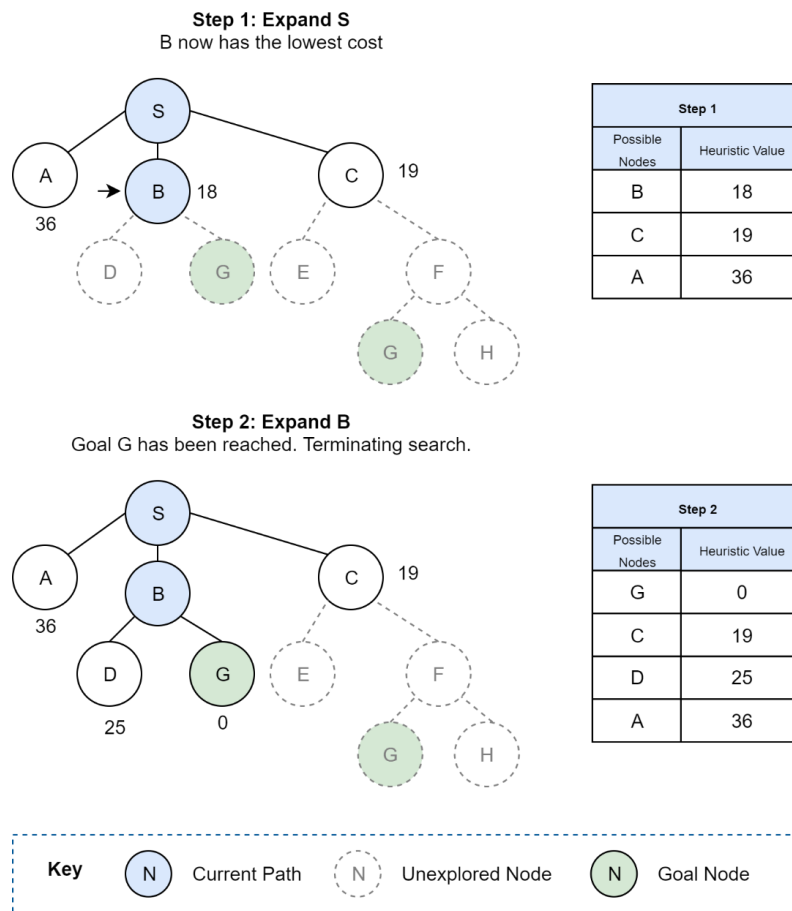 Step 1: Expand S
B now has the lowest cost
S
A
B
C
36
18
19
D
G
E
F
G
H
Step 1
Possible Nodes
Heuristic Value
B 18
C 19
A 36
Step 2: Expand B
Goal G has been reached. Terminating search.
S
A
B
C
36
19
D
G
E
F
25
0
G
H
Step 2
Possible Nodes
Heuristic Value
G 0
C 19
D 25
A 36
Key
N Current Path
N Unexplored Node
N Goal Node